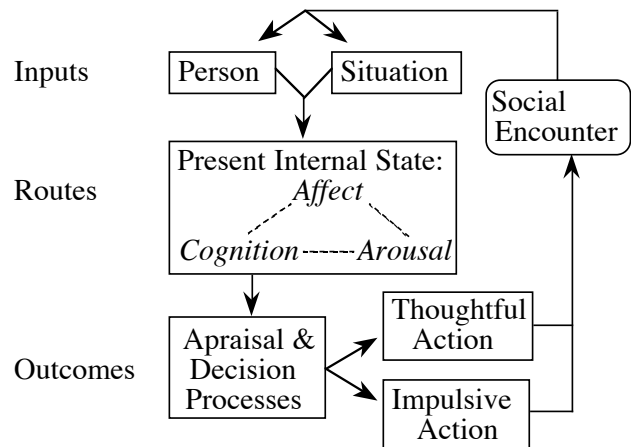 Inputs
Person
Situation
Social
Encounter
Routes
Present Internal State:
Affect
Cognition
Arousal
Outcomes
Appraisal &
Decision
Processes
Thoughtful
Action
Impulsive
Action